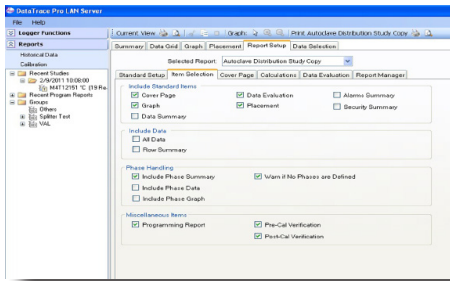 DataTrace Pro LAN Server
File Help
Logger Functions
Current View Graph: Print Autoclave Distribution Study Copy
Reports
Summary Data Grid Graph Placement Report Setup Data Selection
Historical Data
Calibration
Selected Report: Autoclave Distribution Study Copy
Recent Studies
2/9/2011 10:08:00
M4T12151 °C (19 Re
Recent Program Reports
Groups
Others
Splitter Test
VAL
Standard Setup Item Selection Cover Page Calculations Data Evaluation Report Manager
Include Standard Items
Cover Page Data Evaluation Alarms Summary
Graph Placement Security Summary
Data Summary
Include Data
All Data
Row Summary
Phase Handling
Include Phase Summary Warn if No Phases are Defined
Include Phase Data
Include Phase Graph
Miscellaneous Items
Programming Report Pre-Cal Verification
Post-Cal Verification